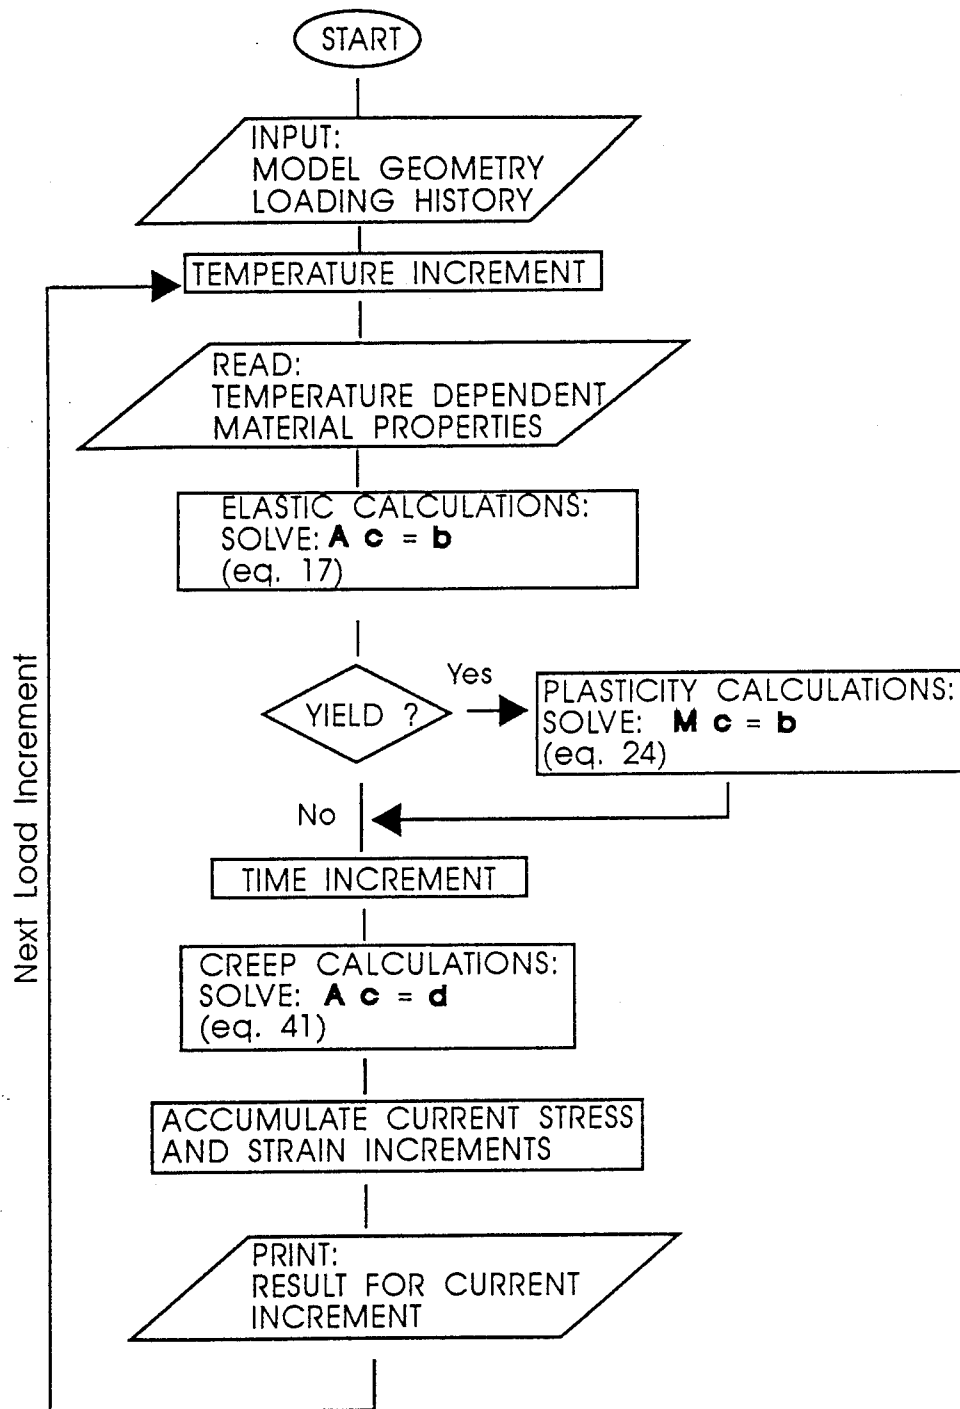 START
INPUT:
MODEL GEOMETRY
LOADING HISTORY
TEMPERATURE INCREMENT
READ:
TEMPERATURE DEPENDENT
MATERIAL PROPERTIES
ELASTIC CALCULATIONS:
SOLVE: A c = b
(eq. 17)
YIELD ?
Yes
PLASTICITY CALCULATIONS:
SOLVE: M c = b
(eq. 24)
No
TIME INCREMENT
CREEP CALCULATIONS:
SOLVE: A c = d
(eq. 41)
ACCUMULATE CURRENT STRESS
AND STRAIN INCREMENTS
PRINT:
RESULT FOR CURRENT
INCREMENT
Next Load Increment